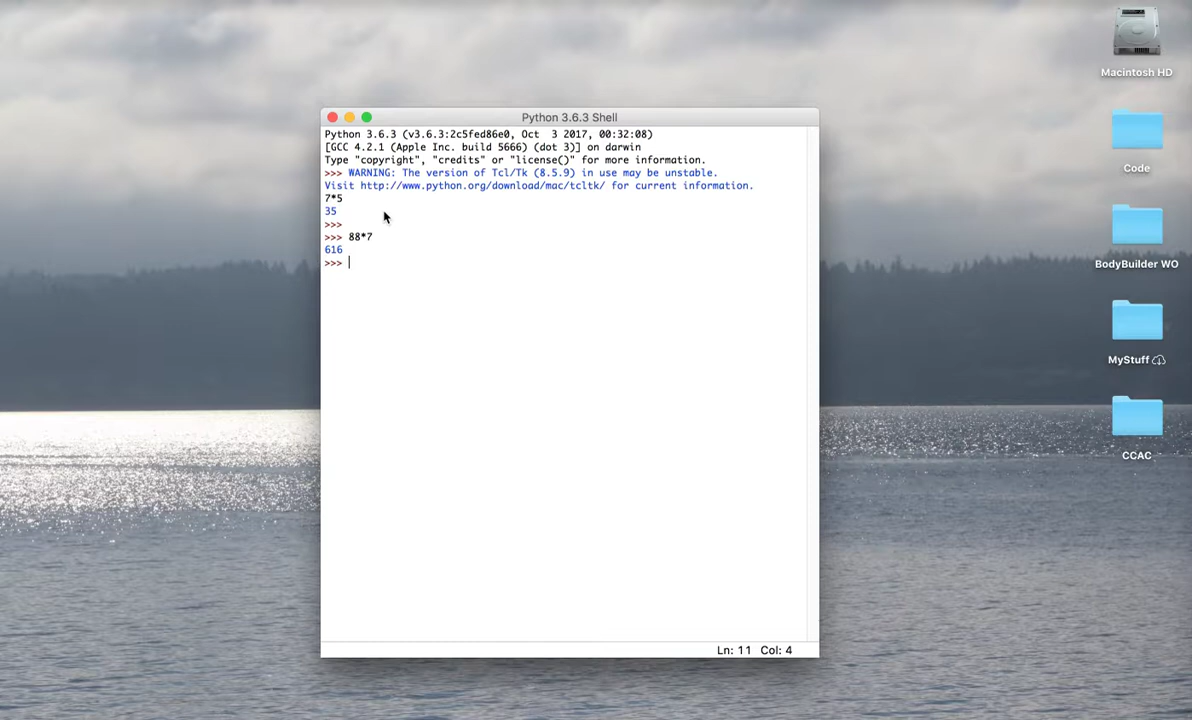 Python 3.6.3 Shell
Python 3.6.3 (v3.6.3:2c5fed86e0, Oct  3 2017, 00:32:08)
[GCC 4.2.1 (Apple Inc. build 5666) (dot 3)] on darwin
Type "copyright", "credits" or "license()" for more information.
>>> WARNING: The version of Tcl/Tk (8.5.9) in use may be unstable.
Visit http://www.python.org/download/mac/tcltk/ for current information.
7*5
35
>>>
>>> 88*7
616
>>>
Ln: 11 Col: 4
Macintosh HD
Code
BodyBuilder WO
MyStuff
CCAC